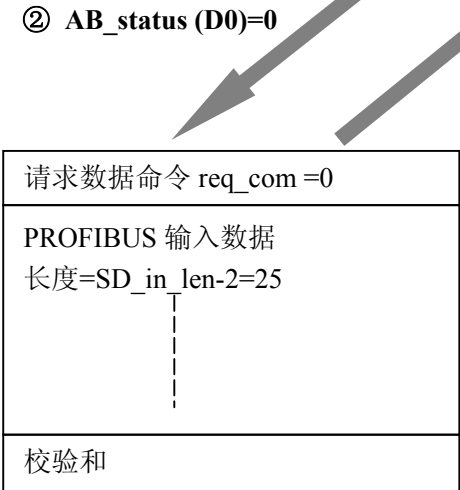 ② AB_status (D0)=0
请求数据命令 req_com =0
PROFIBUS 输入数据
长度=SD_in_len-2=25
校验和